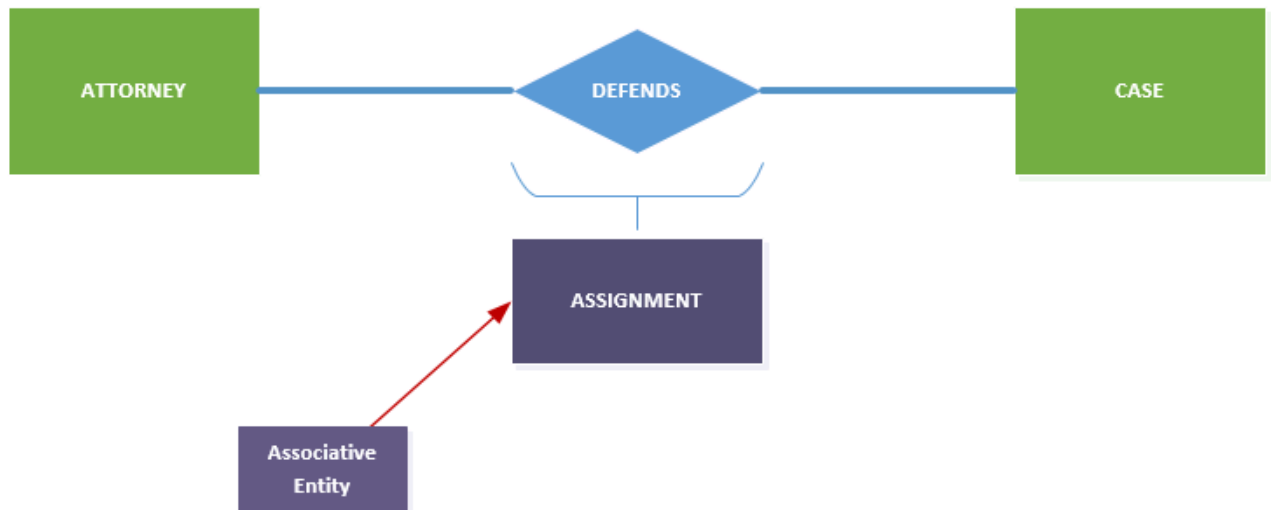 ATTORNEY
DEFENDS
CASE
ASSIGNMENT
Associative
Entity